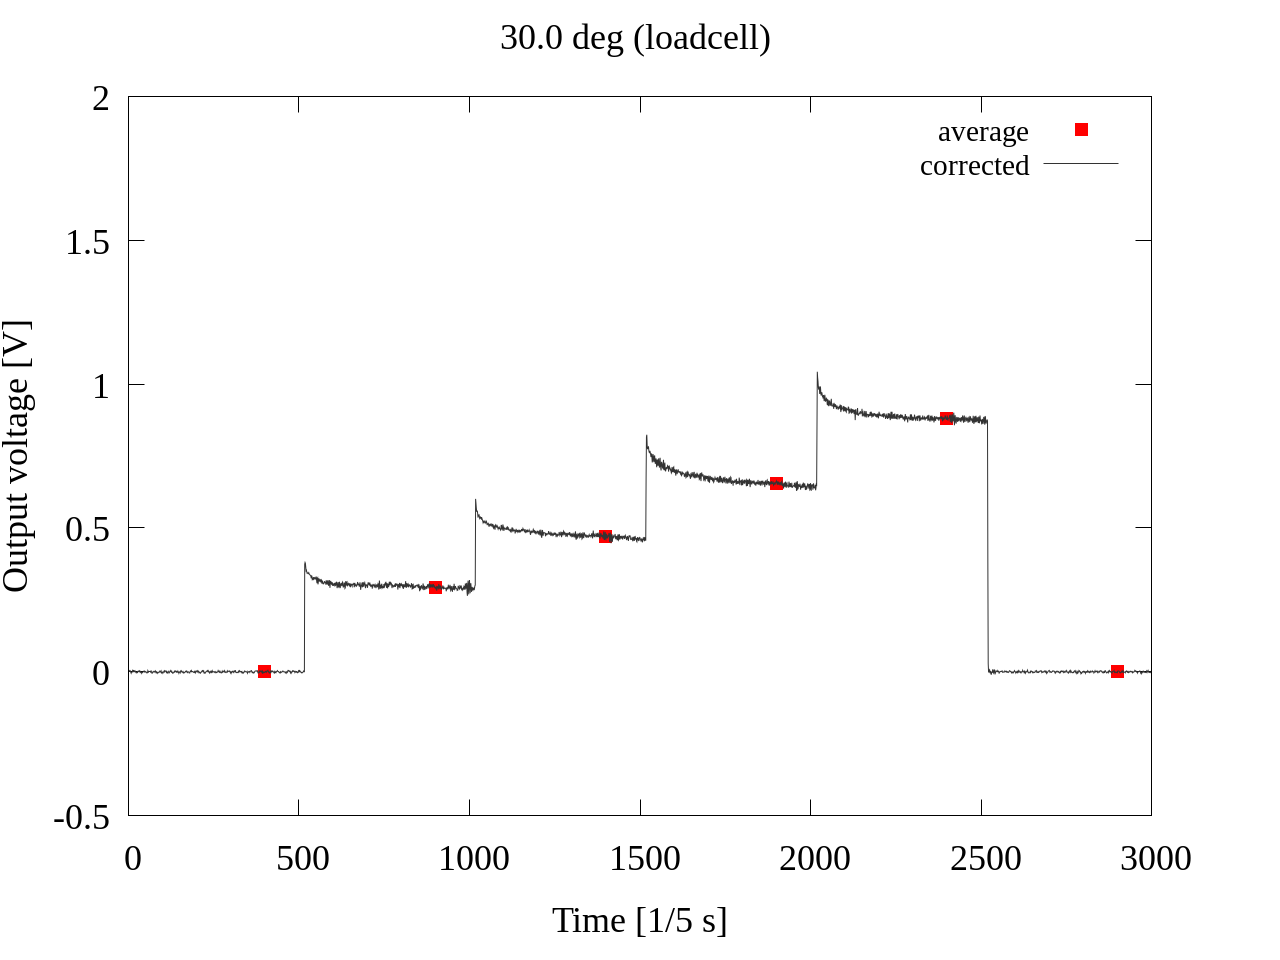 30.0 deg (loadcell)
2
1.5
1
0.5
0
-0.5
Output voltage [V]
average
corrected
0 500 1000 1500 2000 2500 3000
Time [1/5 s]